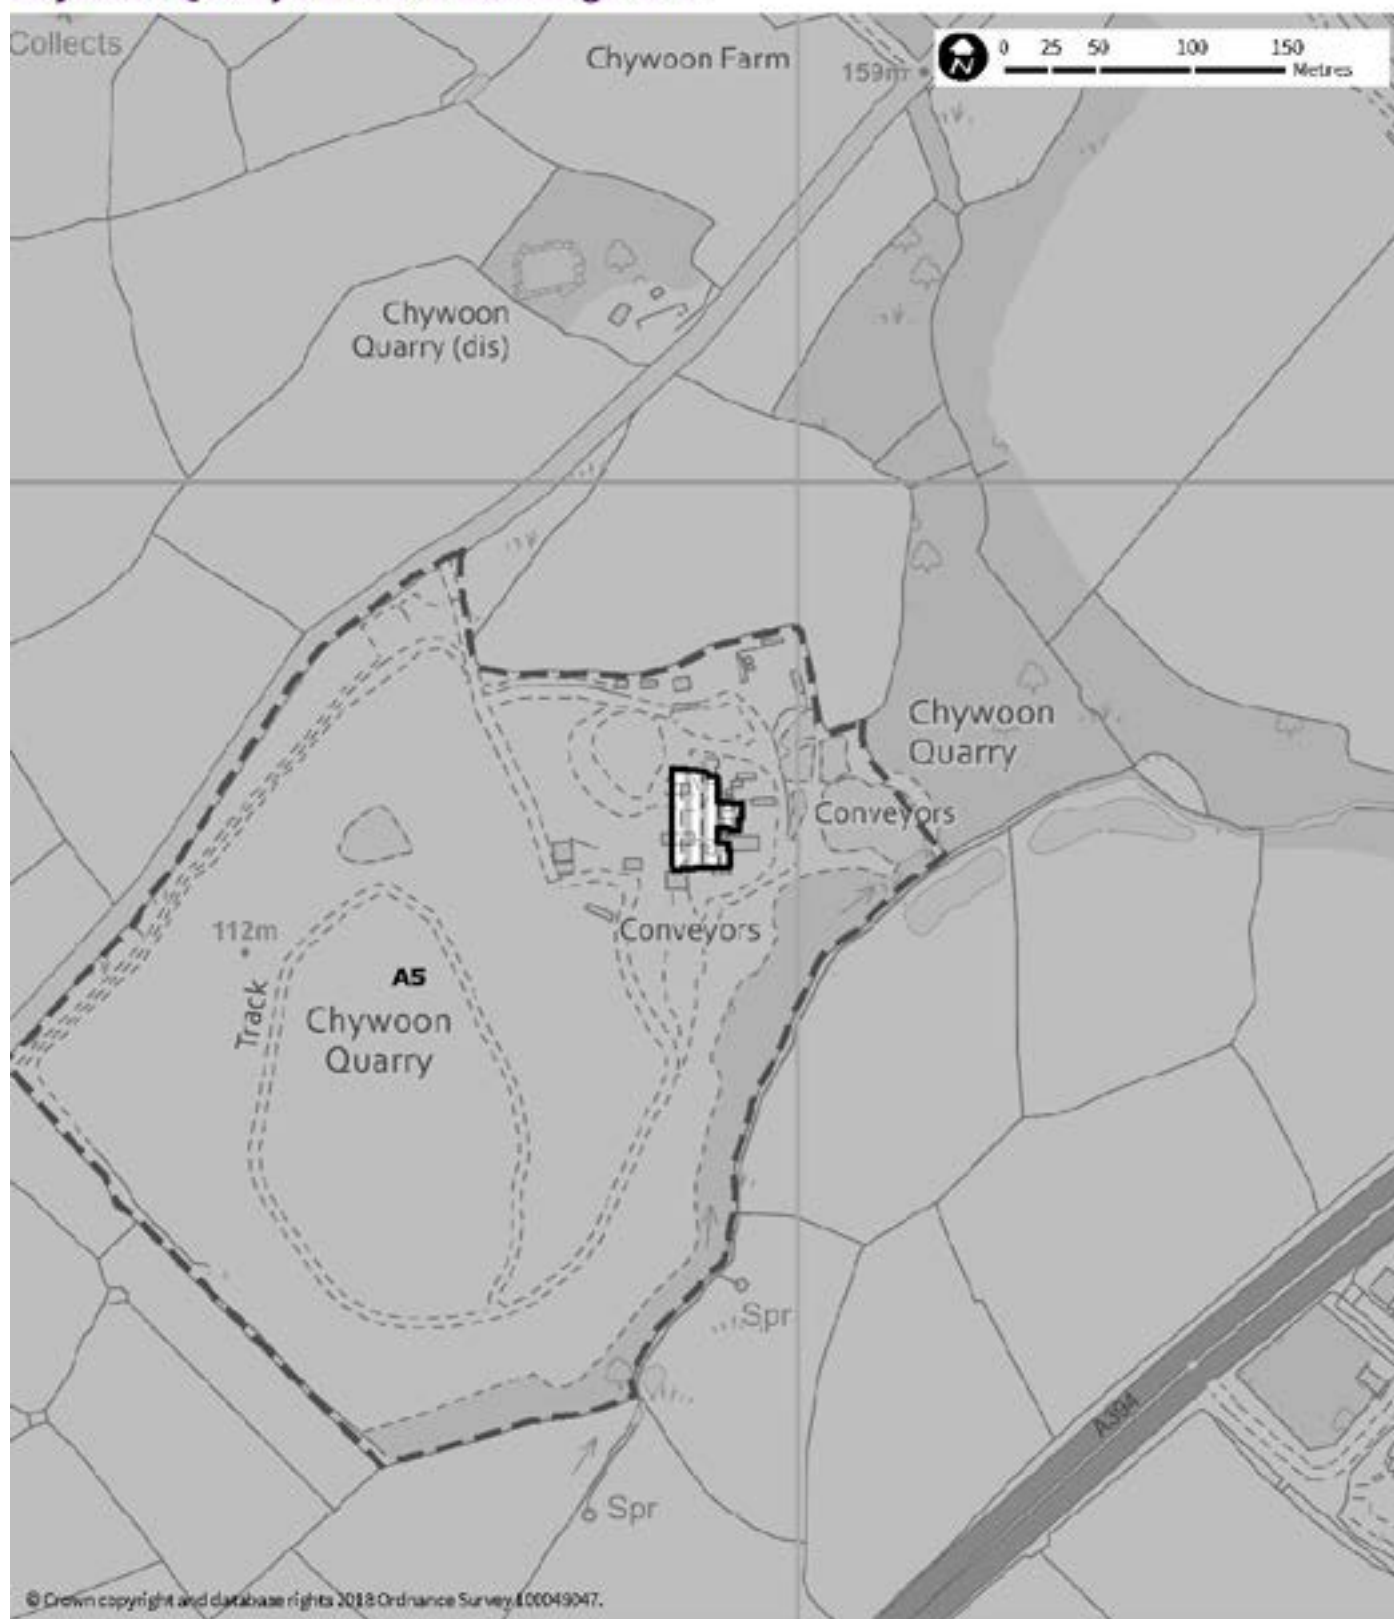 Collects
Chywoon Farm
159m
N
0 25 50 100 150
Metres
Chywoon
Quarry (dis)
Chywoon
Quarry
Conveyors
Conveyors
112m
A5
Track
Chywoon
Quarry
Spr
A394
Spr
© Crown copyright and database rights 2018 Ordnance Survey 100049047.